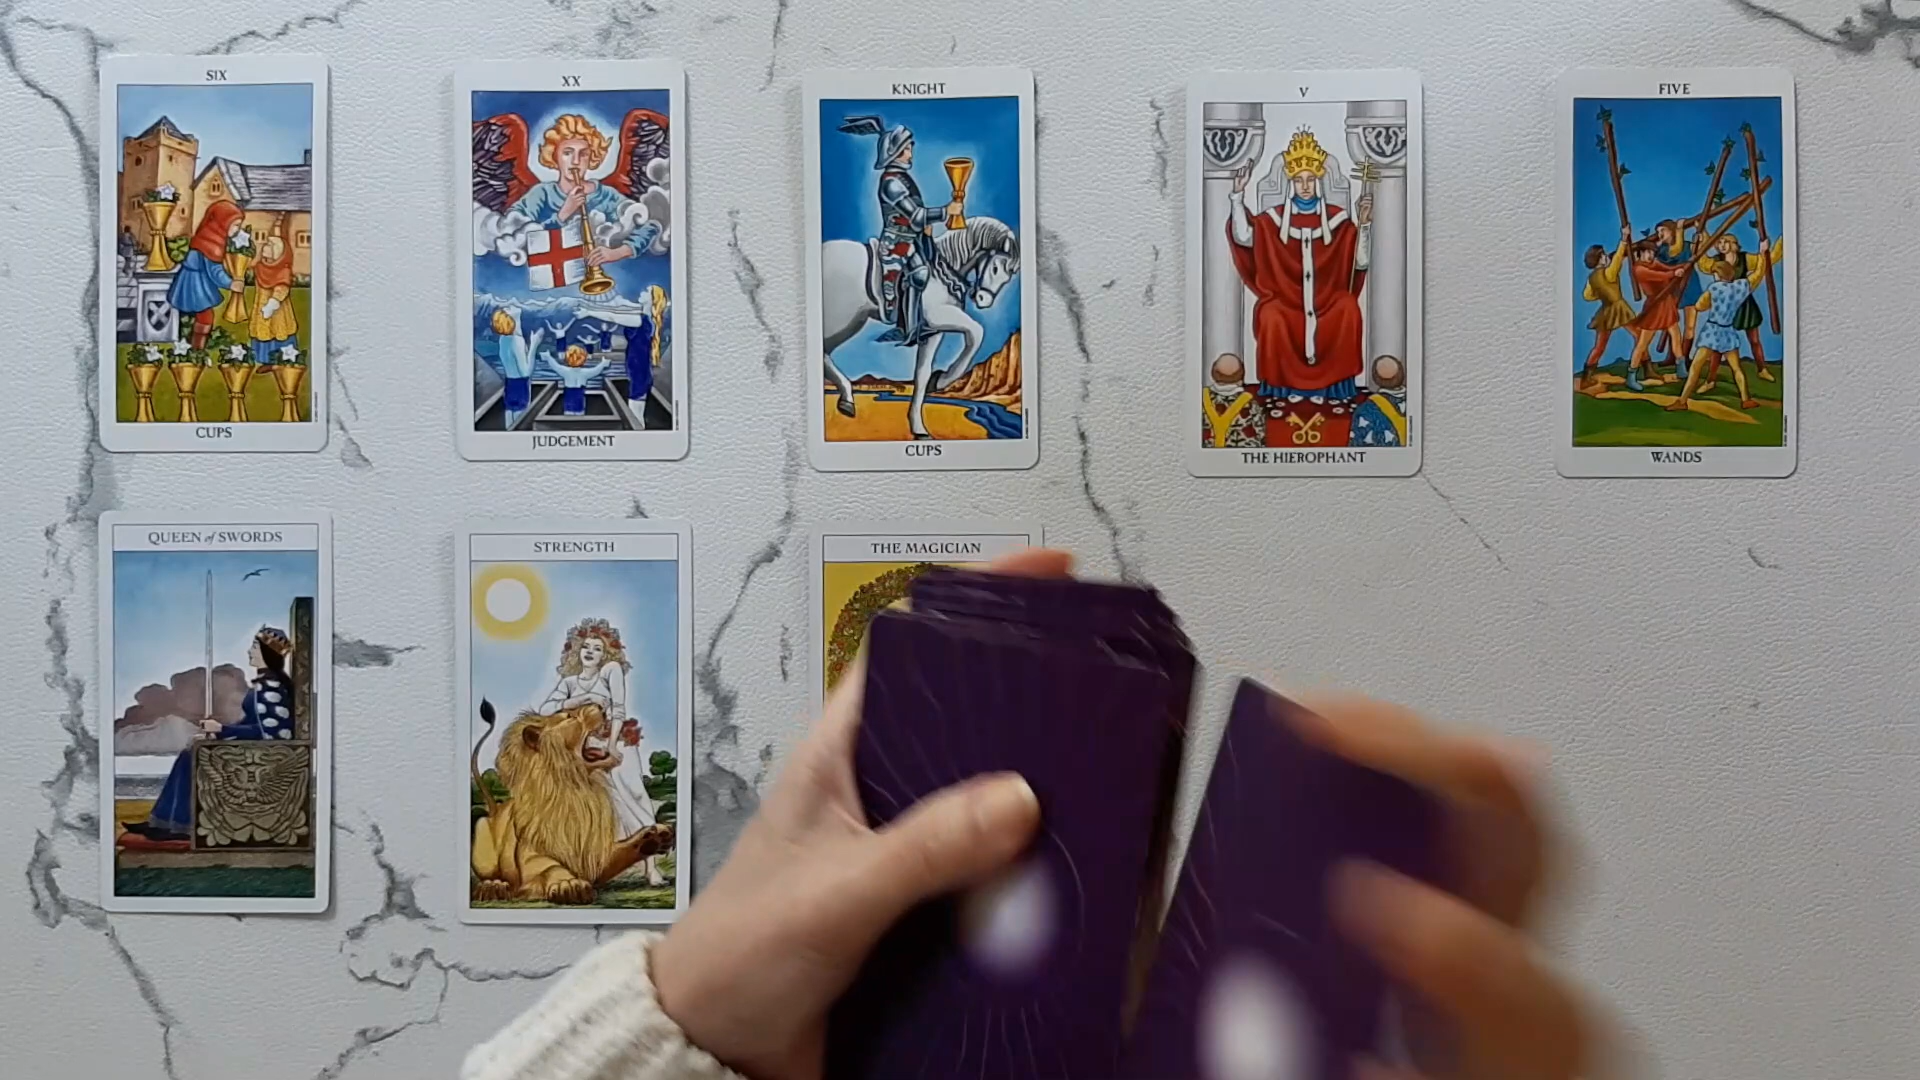 SIX
CUPS
XX
JUDGEMENT
KNIGHT
CUPS
V
THE HIEROPHANT
FIVE
WANDS
QUEEN of SWORDS
STRENGTH
THE MAGICIAN